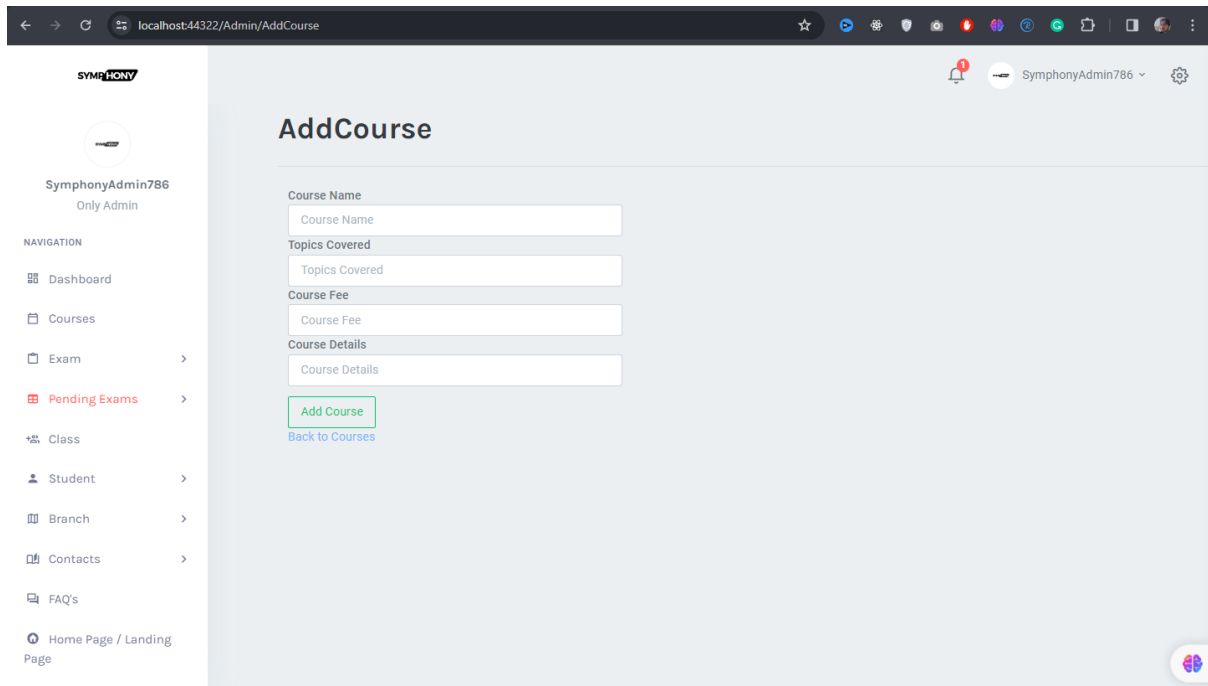 localhost:44322/Admin/AddCourse
SYMPHONY
1
SymphonyAdmin786
AddCourse
SymphonyAdmin786
Only Admin
NAVIGATION
Dashboard
Courses
Exam
Pending Exams
Class
Student
Branch
Contacts
FAQ's
Home Page / Landing
Page
Course Name
Course Name
Topics Covered
Topics Covered
Course Fee
Course Fee
Course Details
Course Details
Add Course
Back to Courses